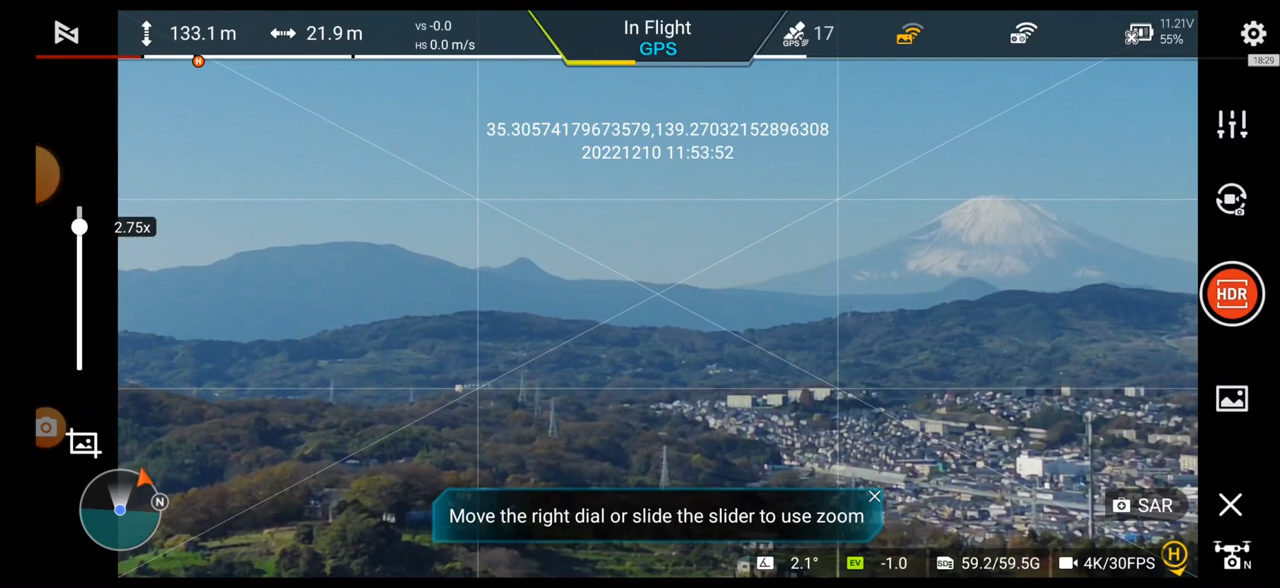 133.1 m
21.9 m
VS -0.0
HS 0.0 m/s
In Flight
GPS
GPS
17
11.21V
55%
18:29
H
35.30574179673579,139.27032152896308
20221210 11:53:52
2.75x
HDR
N
Move the right dial or slide the slider to use zoom
SAR
2.1°
EV
-1.0
SD
59.2/59.5G
4K/30FPS
H
N